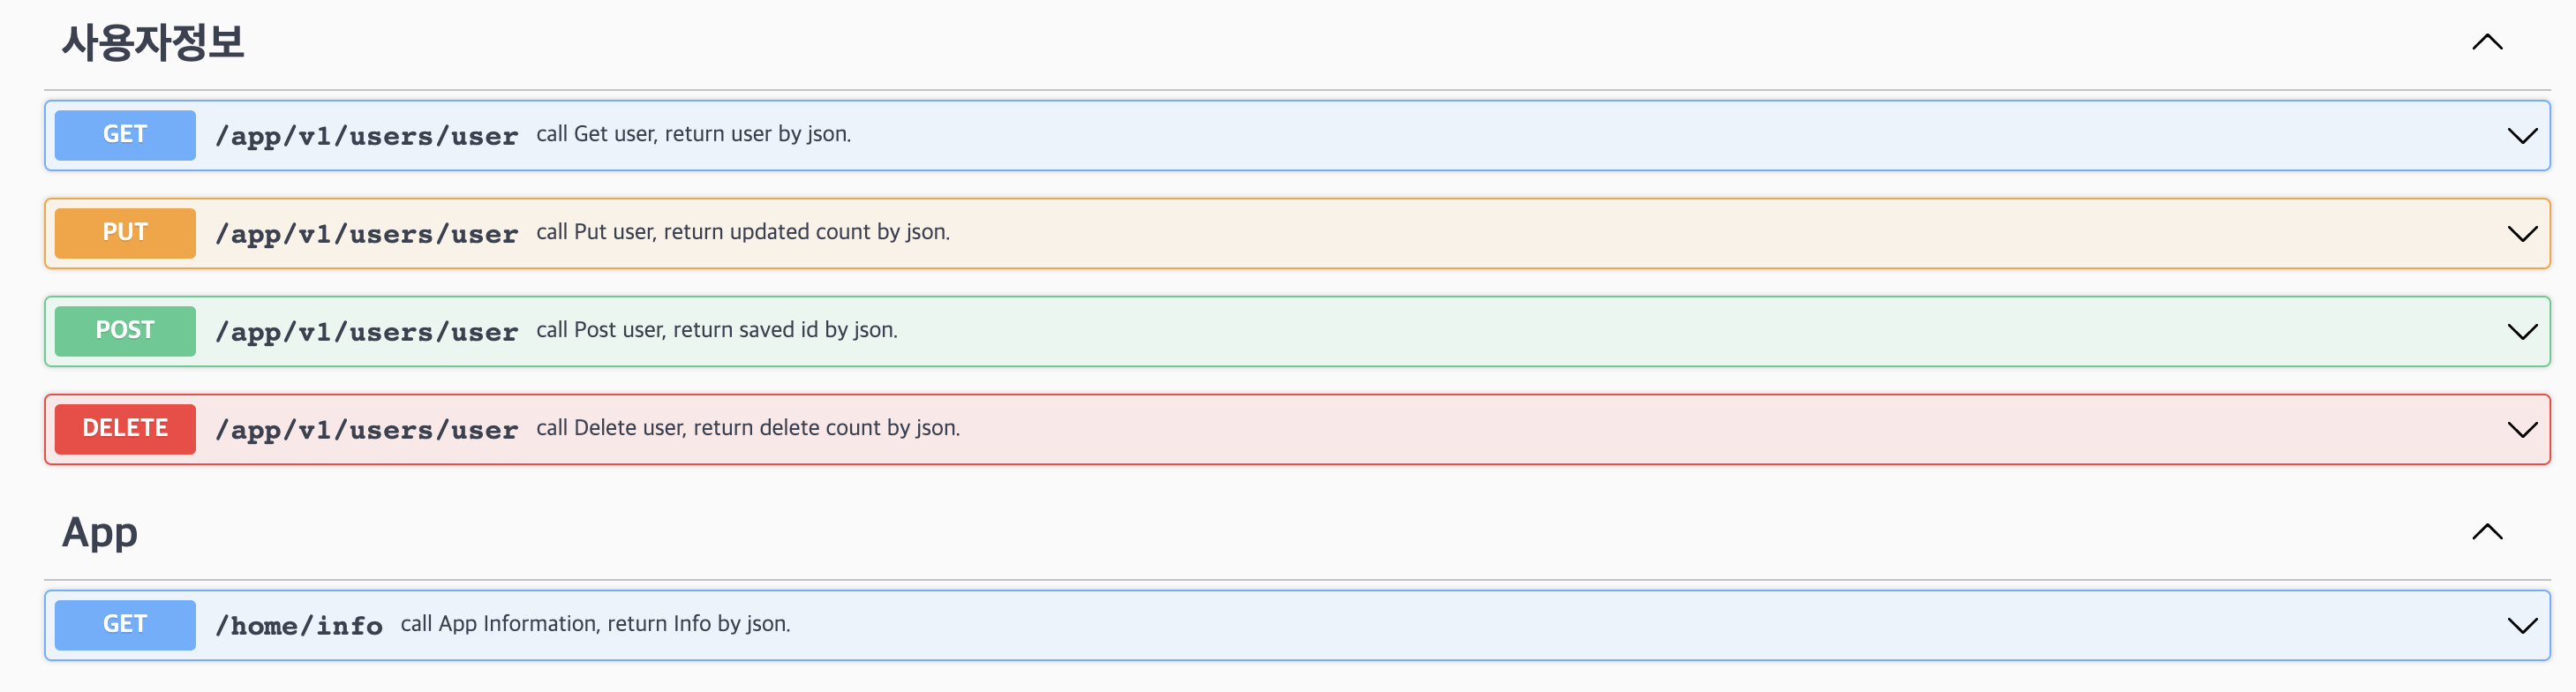 사용자정보
GET /app/v1/users/user call Get user, return user by json.
PUT /app/v1/users/user call Put user, return updated count by json.
POST /app/v1/users/user call Post user, return saved id by json.
DELETE /app/v1/users/user call Delete user, return delete count by json.
App
GET /home/info call App Information, return Info by json.